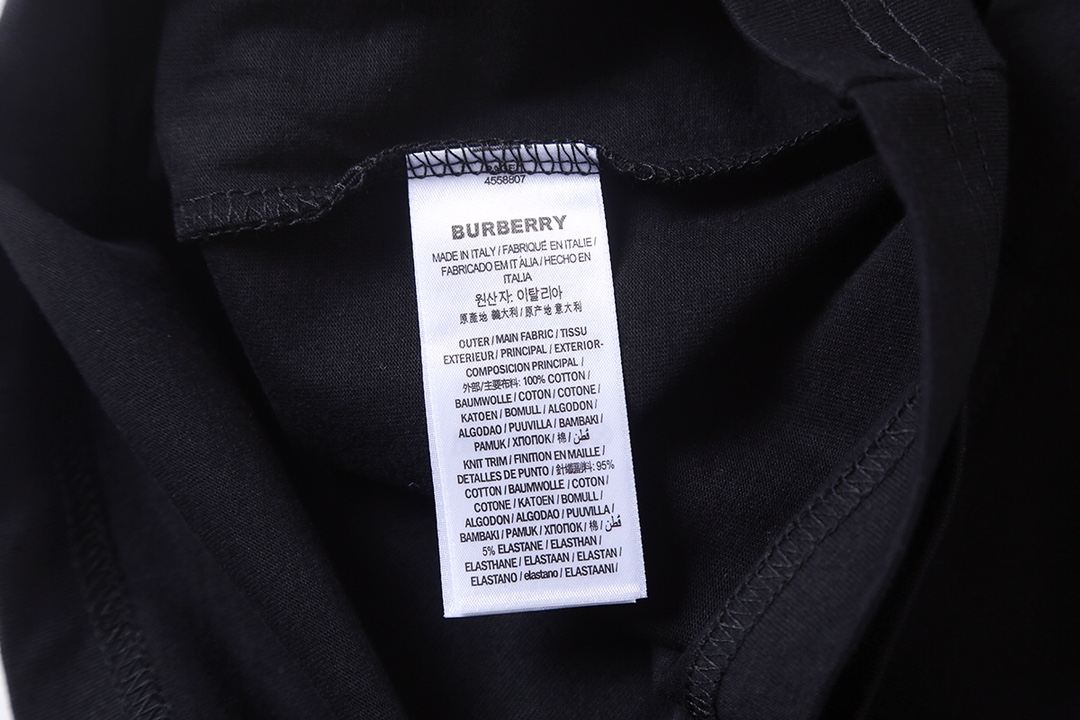 4558807
BURBERRY
MADE IN ITALY / FABRIQUÉ EN ITALIE /
FABRICADO EM ITÀLIA / HECHO EN
ITALIA
원산자: 이탈리아
原產地 義大利 / 原产地 意大利
OUTER / MAIN FABRIC / TISSU
EXTERIEUR / PRINCIPAL / EXTERIOR-
COMPOSICION PRINCIPAL /
外部/主要布料: 100% COTTON /
BAUMWOLLE / COTON / COTONE /
KATOEN / BOMULL / ALGODON /
ALGODAO / PUUVILLA / BAMBAKI /
PAMUK / ХЛОПОК / 棉 / قطن
KNIT TRIM / FINITION EN MAILLE /
DETALLES DE PUNTO / 針織副料: 95%
COTTON / BAUMWOLLE / COTON /
COTONE / KATOEN / BOMULL /
ALGODON / ALGODAO / PUUVILLA /
BAMBAKI / PAMUK / ХЛОПОК / 棉 / قطن
5% ELASTANE / ELASTHAN /
ELASTHANE / ELASTAAN / ELASTAN /
ELASTANO / elastano / ELASTAANI /